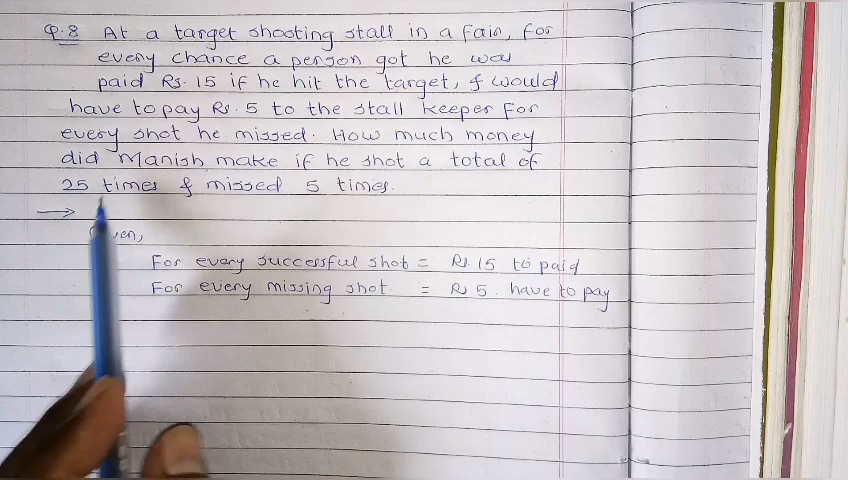 Q.8 At a target shooting stall in a fair, for
every chance a person got he was
paid Rs. 15 if he hit the target, & would
have to pay Rs. 5 to the stall keeper for
every shot he missed. How much money
did Manish make if he shot a total of
25 times & missed 5 times.
→
For every successful shot = Rs. 15 to paid
For every missing shot. = Rs 5. have to pay